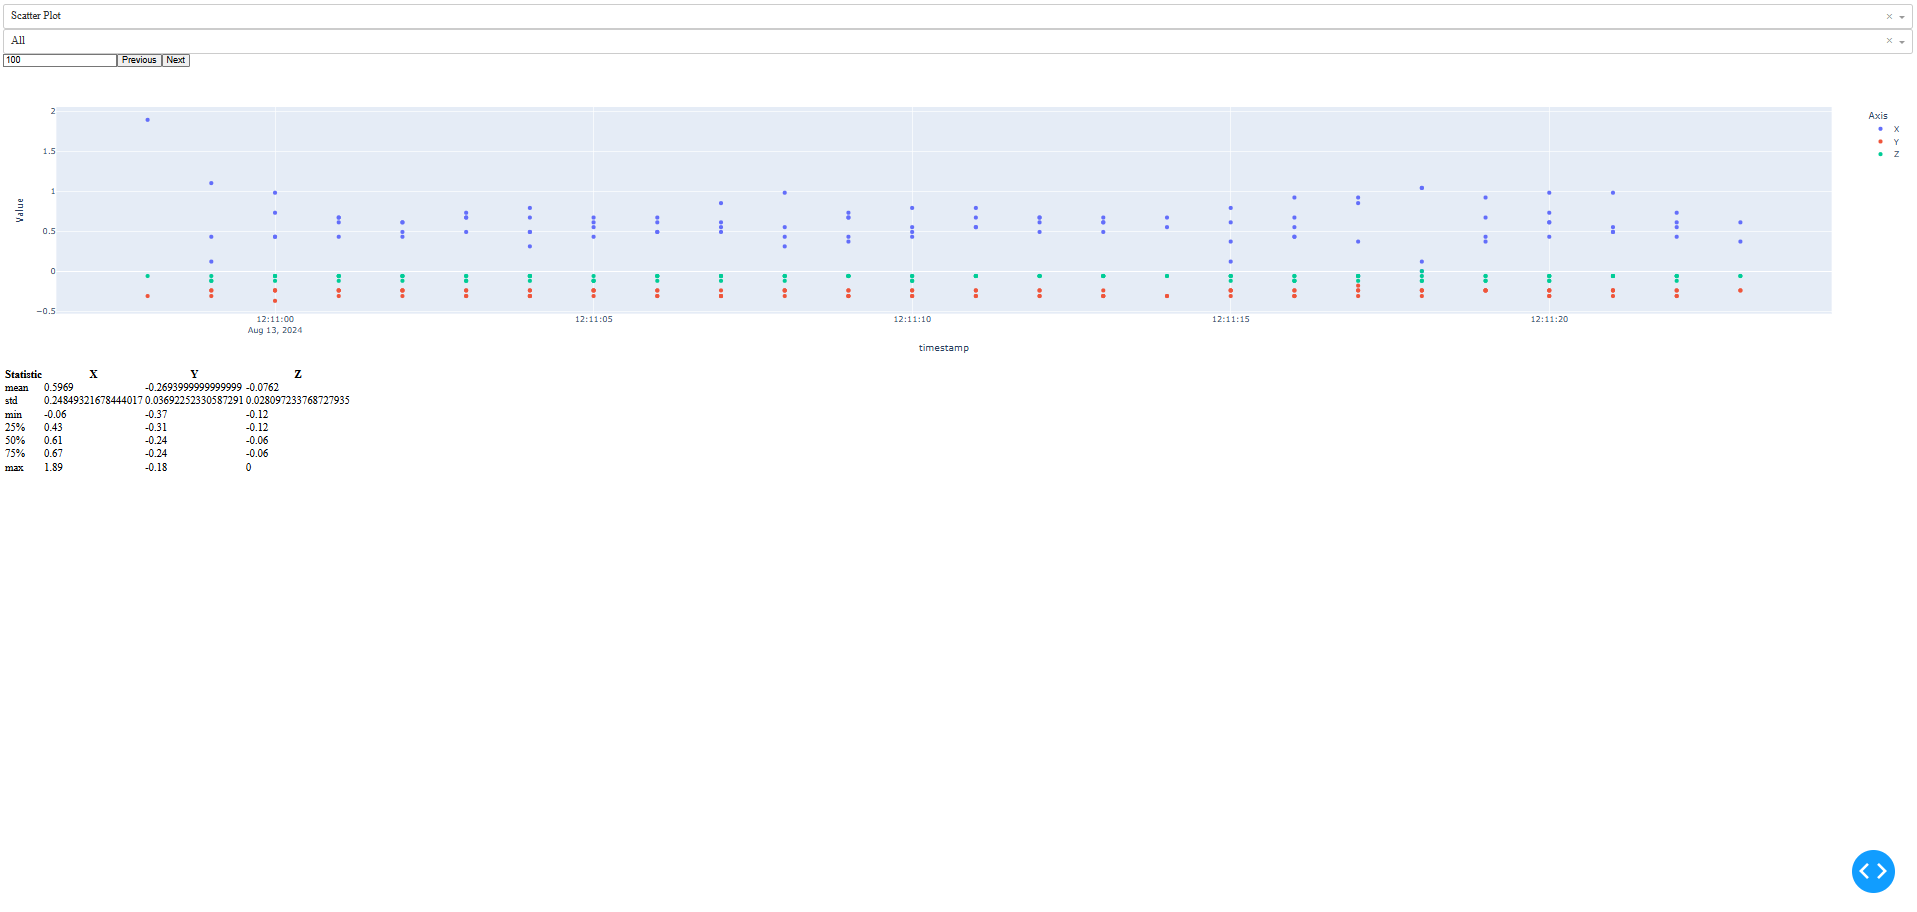 Scatter Plot
All
100 Previous Next
2
1.5
1
0.5
0
−0.5
Value
12:11:00 12:11:05 12:11:10 12:11:15 12:11:20
Aug 13, 2024
timestamp
Axis
X
Y
Z
Statistic X Y Z
mean 0.5969 -0.2693999999999999 -0.0762
std 0.24849321678444017 0.03692252330587291 0.028097233768727935
min -0.06 -0.37 -0.12
25% 0.43 -0.31 -0.12
50% 0.61 -0.24 -0.06
75% 0.67 -0.24 -0.06
max 1.89 -0.18 0